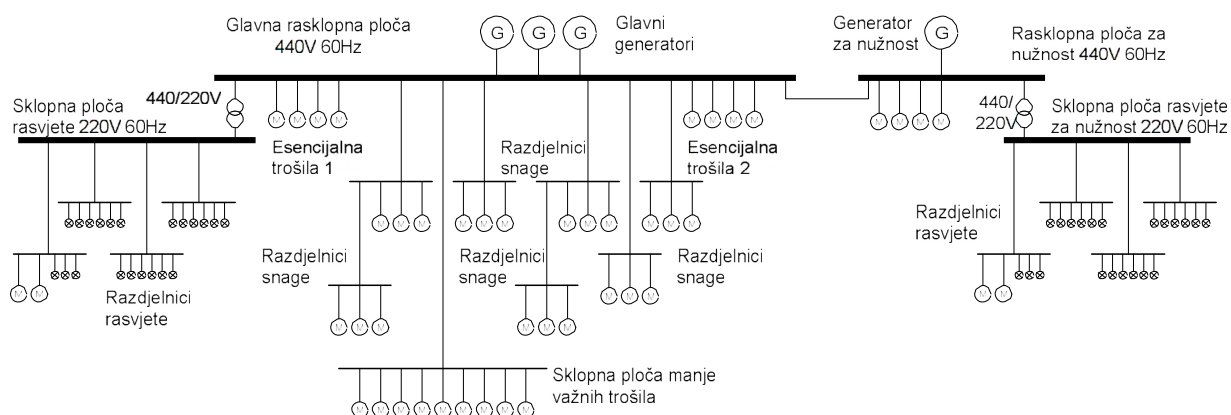 Glavna rasklopna ploča
440V 60Hz
G
G
G
Glavni
generatori
Generator
za nužnost
G
Rasklopna ploča za
nužnost 440V 60Hz
Sklopna ploča
rasvjete 220V 60Hz
440/220V
M M M M
Esencijalna
trošila 1
M M M M
Esencijalna
trošila 2
M M M M
440/
220V
Sklopna ploča rasvjete
za nužnost 220V 60Hz
Razdjelnici
snage
M M M
M M M
M M M
M M M
Razdjelnici
snage
Razdjelnici
snage
Razdjelnici
snage
M M M
M M M
M M M
M M
Razdjelnici
rasvjete
Razdjelnici
rasvjete
M M
Sklopna ploča manje
važnih trošila
M M M M M M M M M